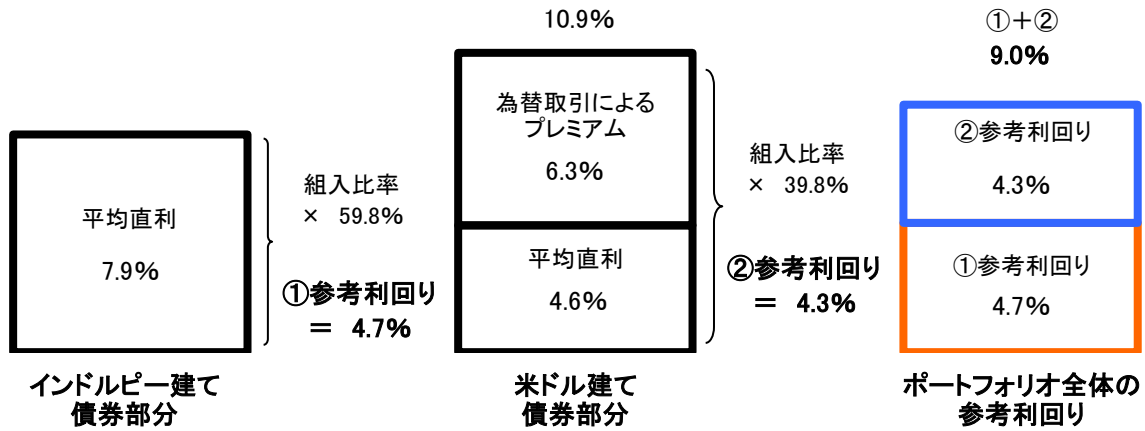 平均直利
7.9%
組入比率
× 59.8%
①参考利回り
＝ 4.7%
インドルピー建て
債券部分
10.9%
為替取引による
プレミアム
6.3%
平均直利
4.6%
組入比率
× 39.8%
②参考利回り
＝ 4.3%
米ドル建て
債券部分
①＋②
9.0%
②参考利回り
4.3%
①参考利回り
4.7%
ポートフォリオ全体の
参考利回り